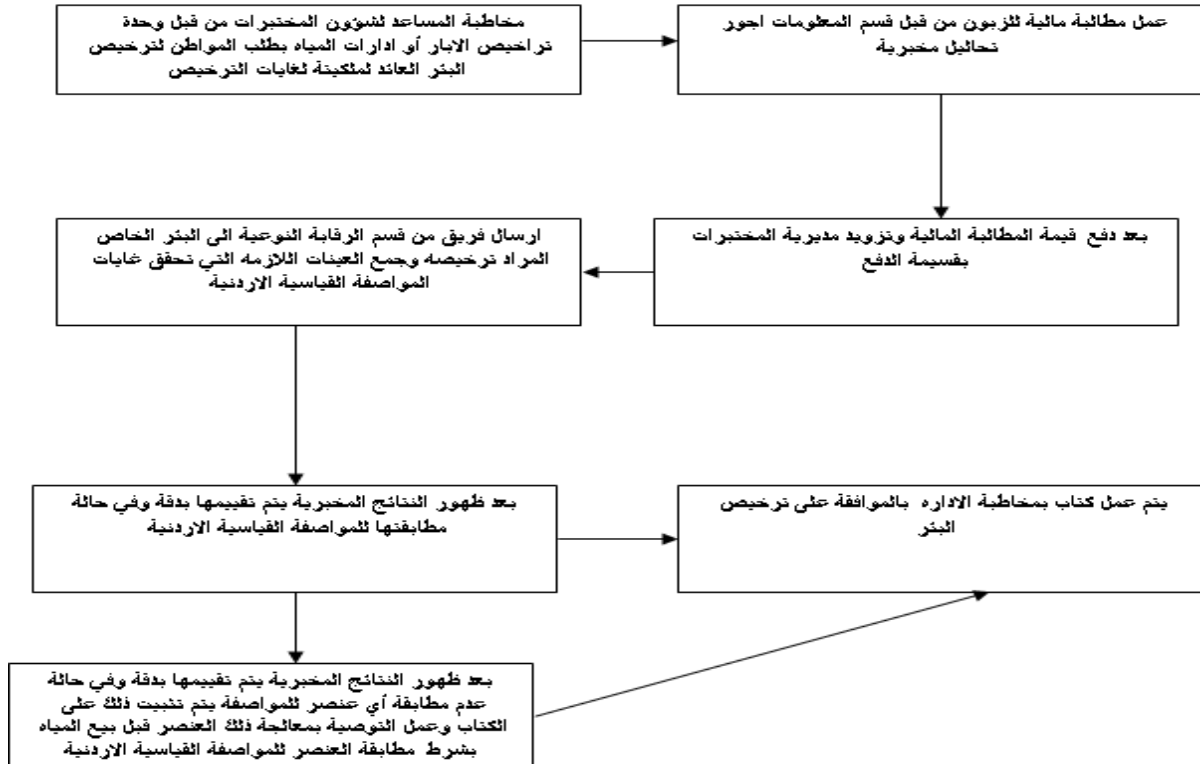 مخاطبة المساعد لشؤون المختبرات من قبل وحدة
تراخيص الابار أو ادارات المياه بطلب المواطن لترخيص
البئر العائد لملكيتة لغايات الترخيص
عمل مطالبة مالية للزبون من قبل قسم المعلومات اجور
تحاليل مخبرية
بعد دفع قيمة المطالبة المالية وتزويد مديرية المختبرات
بقسيمة الدفع
ارسال فريق من قسم الرقابة النوعية الى البئر الخاص
المراد ترخيصه وجمع العينات اللازمه التي تحقق غايات
المواصفة القياسية الاردنية
بعد ظهور النتائج المخبرية يتم تقييمها بدقة وفي حالة
مطابقتها للمواصفة القياسية الاردنية
يتم عمل كتاب بمخاطبة الاداره بالموافقة على ترخيص
البئر
بعد ظهور النتائج المخبرية يتم تقييمها بدقة وفي حالة
عدم مطابقة أي عنصر للمواصفة يتم تثبيت ذلك على
الكتاب وعمل التوصية بمعالجة ذلك العنصر قبل بيع المياه
بشرط مطابقة العنصر للمواصفة القياسية الاردنية